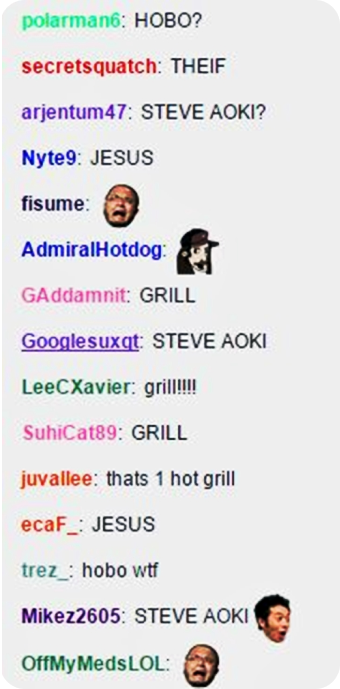 polarman6: HOBO?
secretsquatch: THEIF
arjentum47: STEVE AOKI?
Nyte9: JESUS
fisume:
AdmiralHotdog:
GAddamnit: GRILL
Googlesuxqt: STEVE AOKI
LeeCXavier: grill!!!!
SuhiCat89: GRILL
juvallee: thats 1 hot grill
ecaF_: JESUS
trez_: hobo wtf
Mikez2605: STEVE AOKI
OffMyMedsLOL: